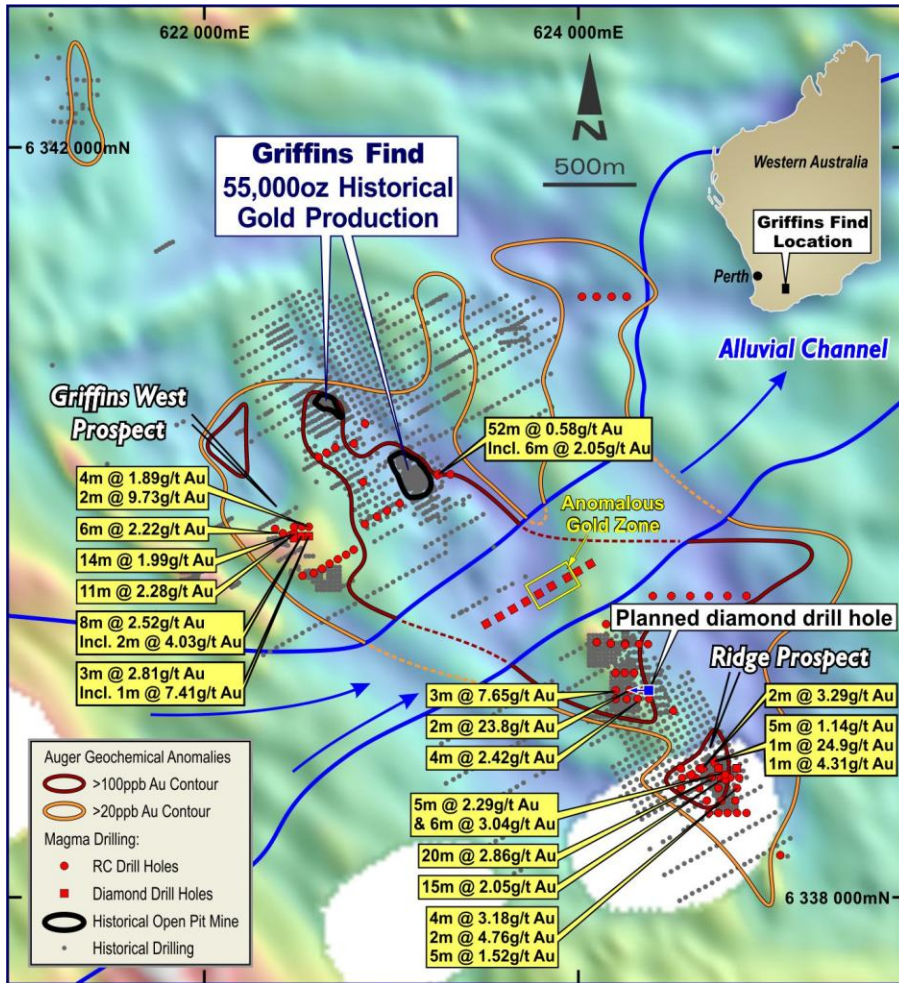 622 000mE
624 000mE
6 342 000mN
N
500m
Western Australia
Griffins Find
Location
Perth
Griffins Find
55,000oz Historical
Gold Production
Alluvial Channel
Griffins West
Prospect
52m @ 0.58g/t Au
Incl. 6m @ 2.05g/t Au
4m @ 1.89g/t Au
2m @ 9.73g/t Au
6m @ 2.22g/t Au
14m @ 1.99g/t Au
11m @ 2.28g/t Au
8m @ 2.52g/t Au
Incl. 2m @ 4.03g/t Au
3m @ 2.81g/t Au
Incl. 1m @ 7.41g/t Au
Anomalous
Gold Zone
Planned diamond drill hole
Ridge Prospect
3m @ 7.65g/t Au
2m @ 23.8g/t Au
4m @ 2.42g/t Au
2m @ 3.29g/t Au
5m @ 1.14g/t Au
1m @ 24.9g/t Au
1m @ 4.31g/t Au
5m @ 2.29g/t Au
& 6m @ 3.04g/t Au
20m @ 2.86g/t Au
15m @ 2.05g/t Au
4m @ 3.18g/t Au
2m @ 4.76g/t Au
5m @ 1.52g/t Au
6 338 000mN
Auger Geochemical Anomalies
>100ppb Au Contour
>20ppb Au Contour
Magma Drilling:
RC Drill Holes
Diamond Drill Holes
Historical Open Pit Mine
Historical Drilling